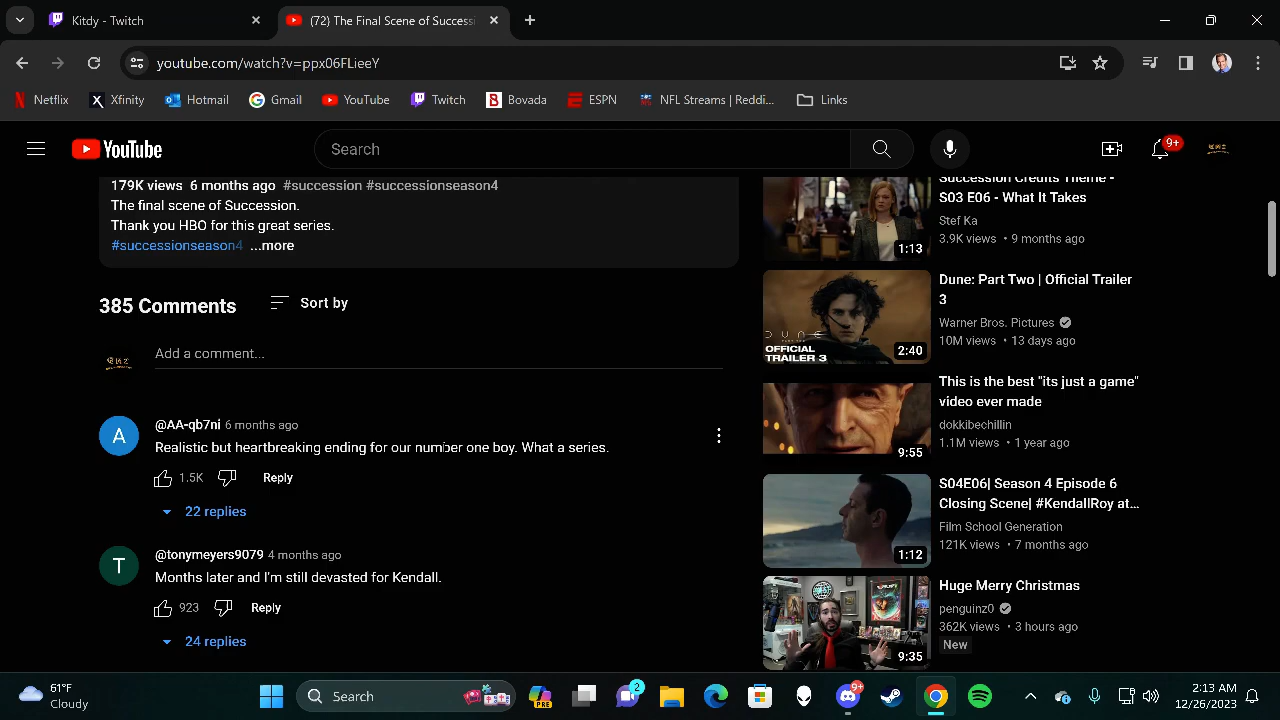 Kitdy - Twitch
(72) The Final Scene of Successi
youtube.com/watch?v=ppx06FLieeY
Netflix
Xfinity
Hotmail
Gmail
YouTube
Twitch
Bovada
ESPN
NFL Streams | Reddi...
Links
YouTube
Search
9+
179K views 6 months ago #succession #successionseason4
The final scene of Succession.
Thank you HBO for this great series.
#successionseason4 ...more
385 Comments
Sort by
Add a comment...
A
@AA-qb7ni 6 months ago
Realistic but heartbreaking ending for our number one boy. What a series.
1.5K
Reply
22 replies
T
@tonymeyers9079 4 months ago
Months later and I'm still devasted for Kendall.
923
Reply
24 replies
Succession Credits Theme -
S03 E06 - What It Takes
Stef Ka
3.9K views • 9 months ago
1:13
Dune: Part Two | Official Trailer
3
Warner Bros. Pictures
10M views • 13 days ago
DUNE
OFFICIAL
TRAILER 3
2:40
This is the best "its just a game"
video ever made
dokkibechillin
1.1M views • 1 year ago
9:55
S04E06| Season 4 Episode 6
Closing Scene| #KendallRoy at...
Film School Generation
121K views • 7 months ago
1:12
Huge Merry Christmas
penguinz0
362K views • 3 hours ago
New
9:35
61°F
Cloudy
Search
PRE
2
9+
2:13 AM
12/26/2023